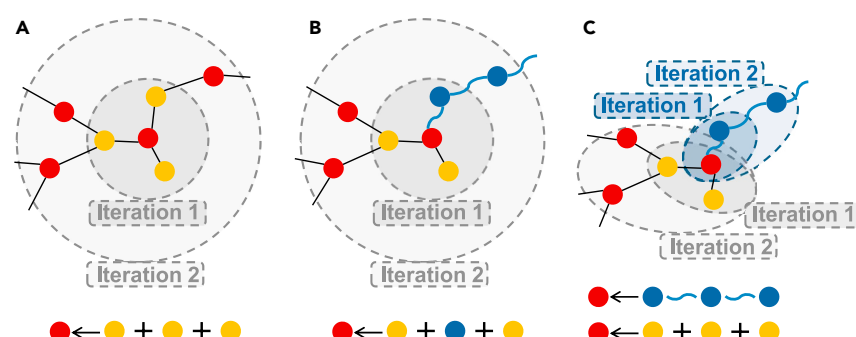 A
B
C
Iteration 1
Iteration 2
Iteration 1
Iteration 2
Iteration 2
Iteration 1
Iteration 1
Iteration 2
+ +
+ +
+ +